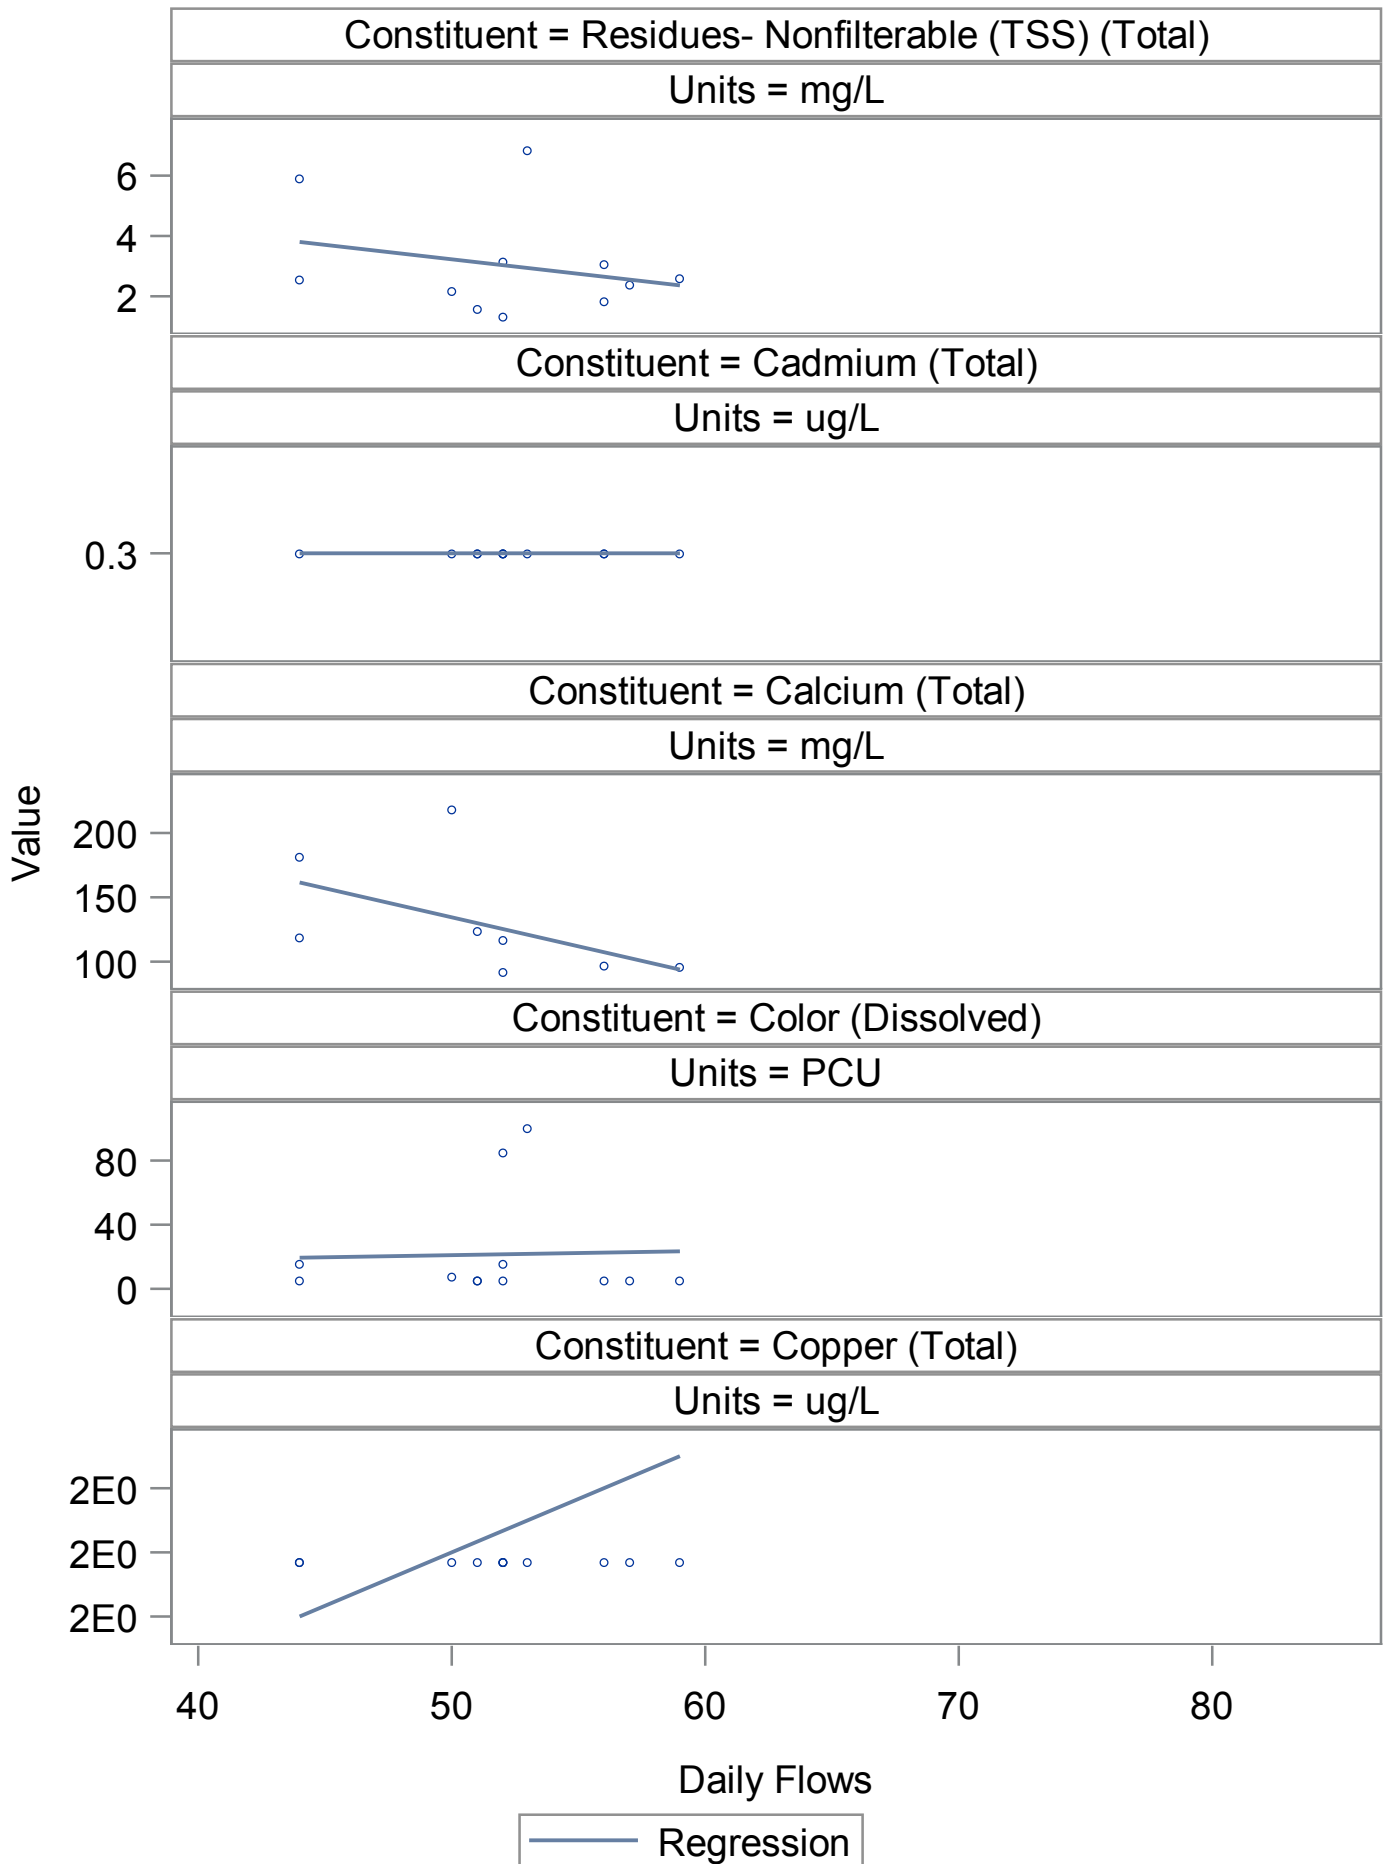 Constituent = Residues- Nonfilterable (TSS) (Total)
Units = mg/L
6
4
2
Constituent = Cadmium (Total)
Units = ug/L
0.3
Constituent = Calcium (Total)
Units = mg/L
Value
200
150
100
Constituent = Color (Dissolved)
Units = PCU
80
40
0
Constituent = Copper (Total)
Units = ug/L
2E0
2E0
2E0
40 50 60 70 80
Daily Flows
Regression